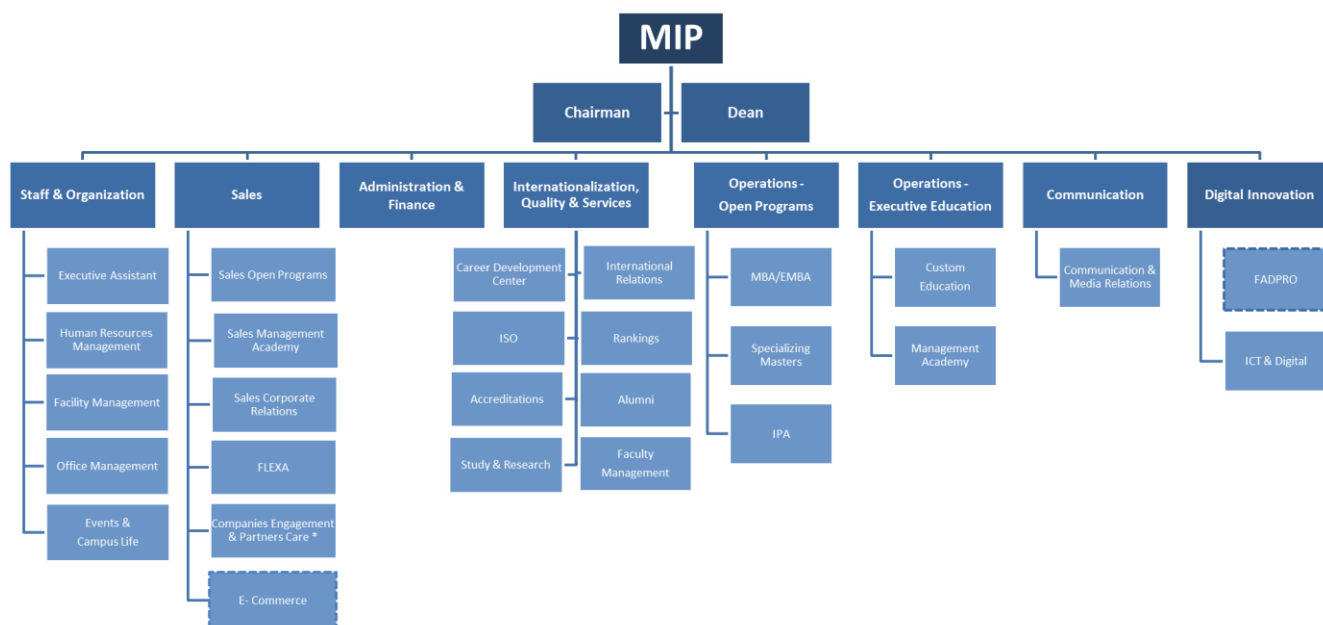 MIP
Chairman
Dean
Staff & Organization
Sales
Administration &
Finance
Internationalization,
Quality & Services
Operations -
Open Programs
Operations -
Executive Education
Communication
Digital Innovation
Executive Assistant
Human Resources
Management
Facility Management
Office Management
Events &
Campus Life
Sales Open Programs
Sales Management
Academy
Sales Corporate
Relations
FLEXA
Companies Engagement
& Partners Care *
E- Commerce
Career Development
Center
International
Relations
ISO
Rankings
Accreditations
Alumni
Study & Research
Faculty
Management
MBA/EMBA
Specializing
Masters
IPA
Custom
Education
Management
Academy
Communication &
Media Relations
FADPRO
ICT & Digital